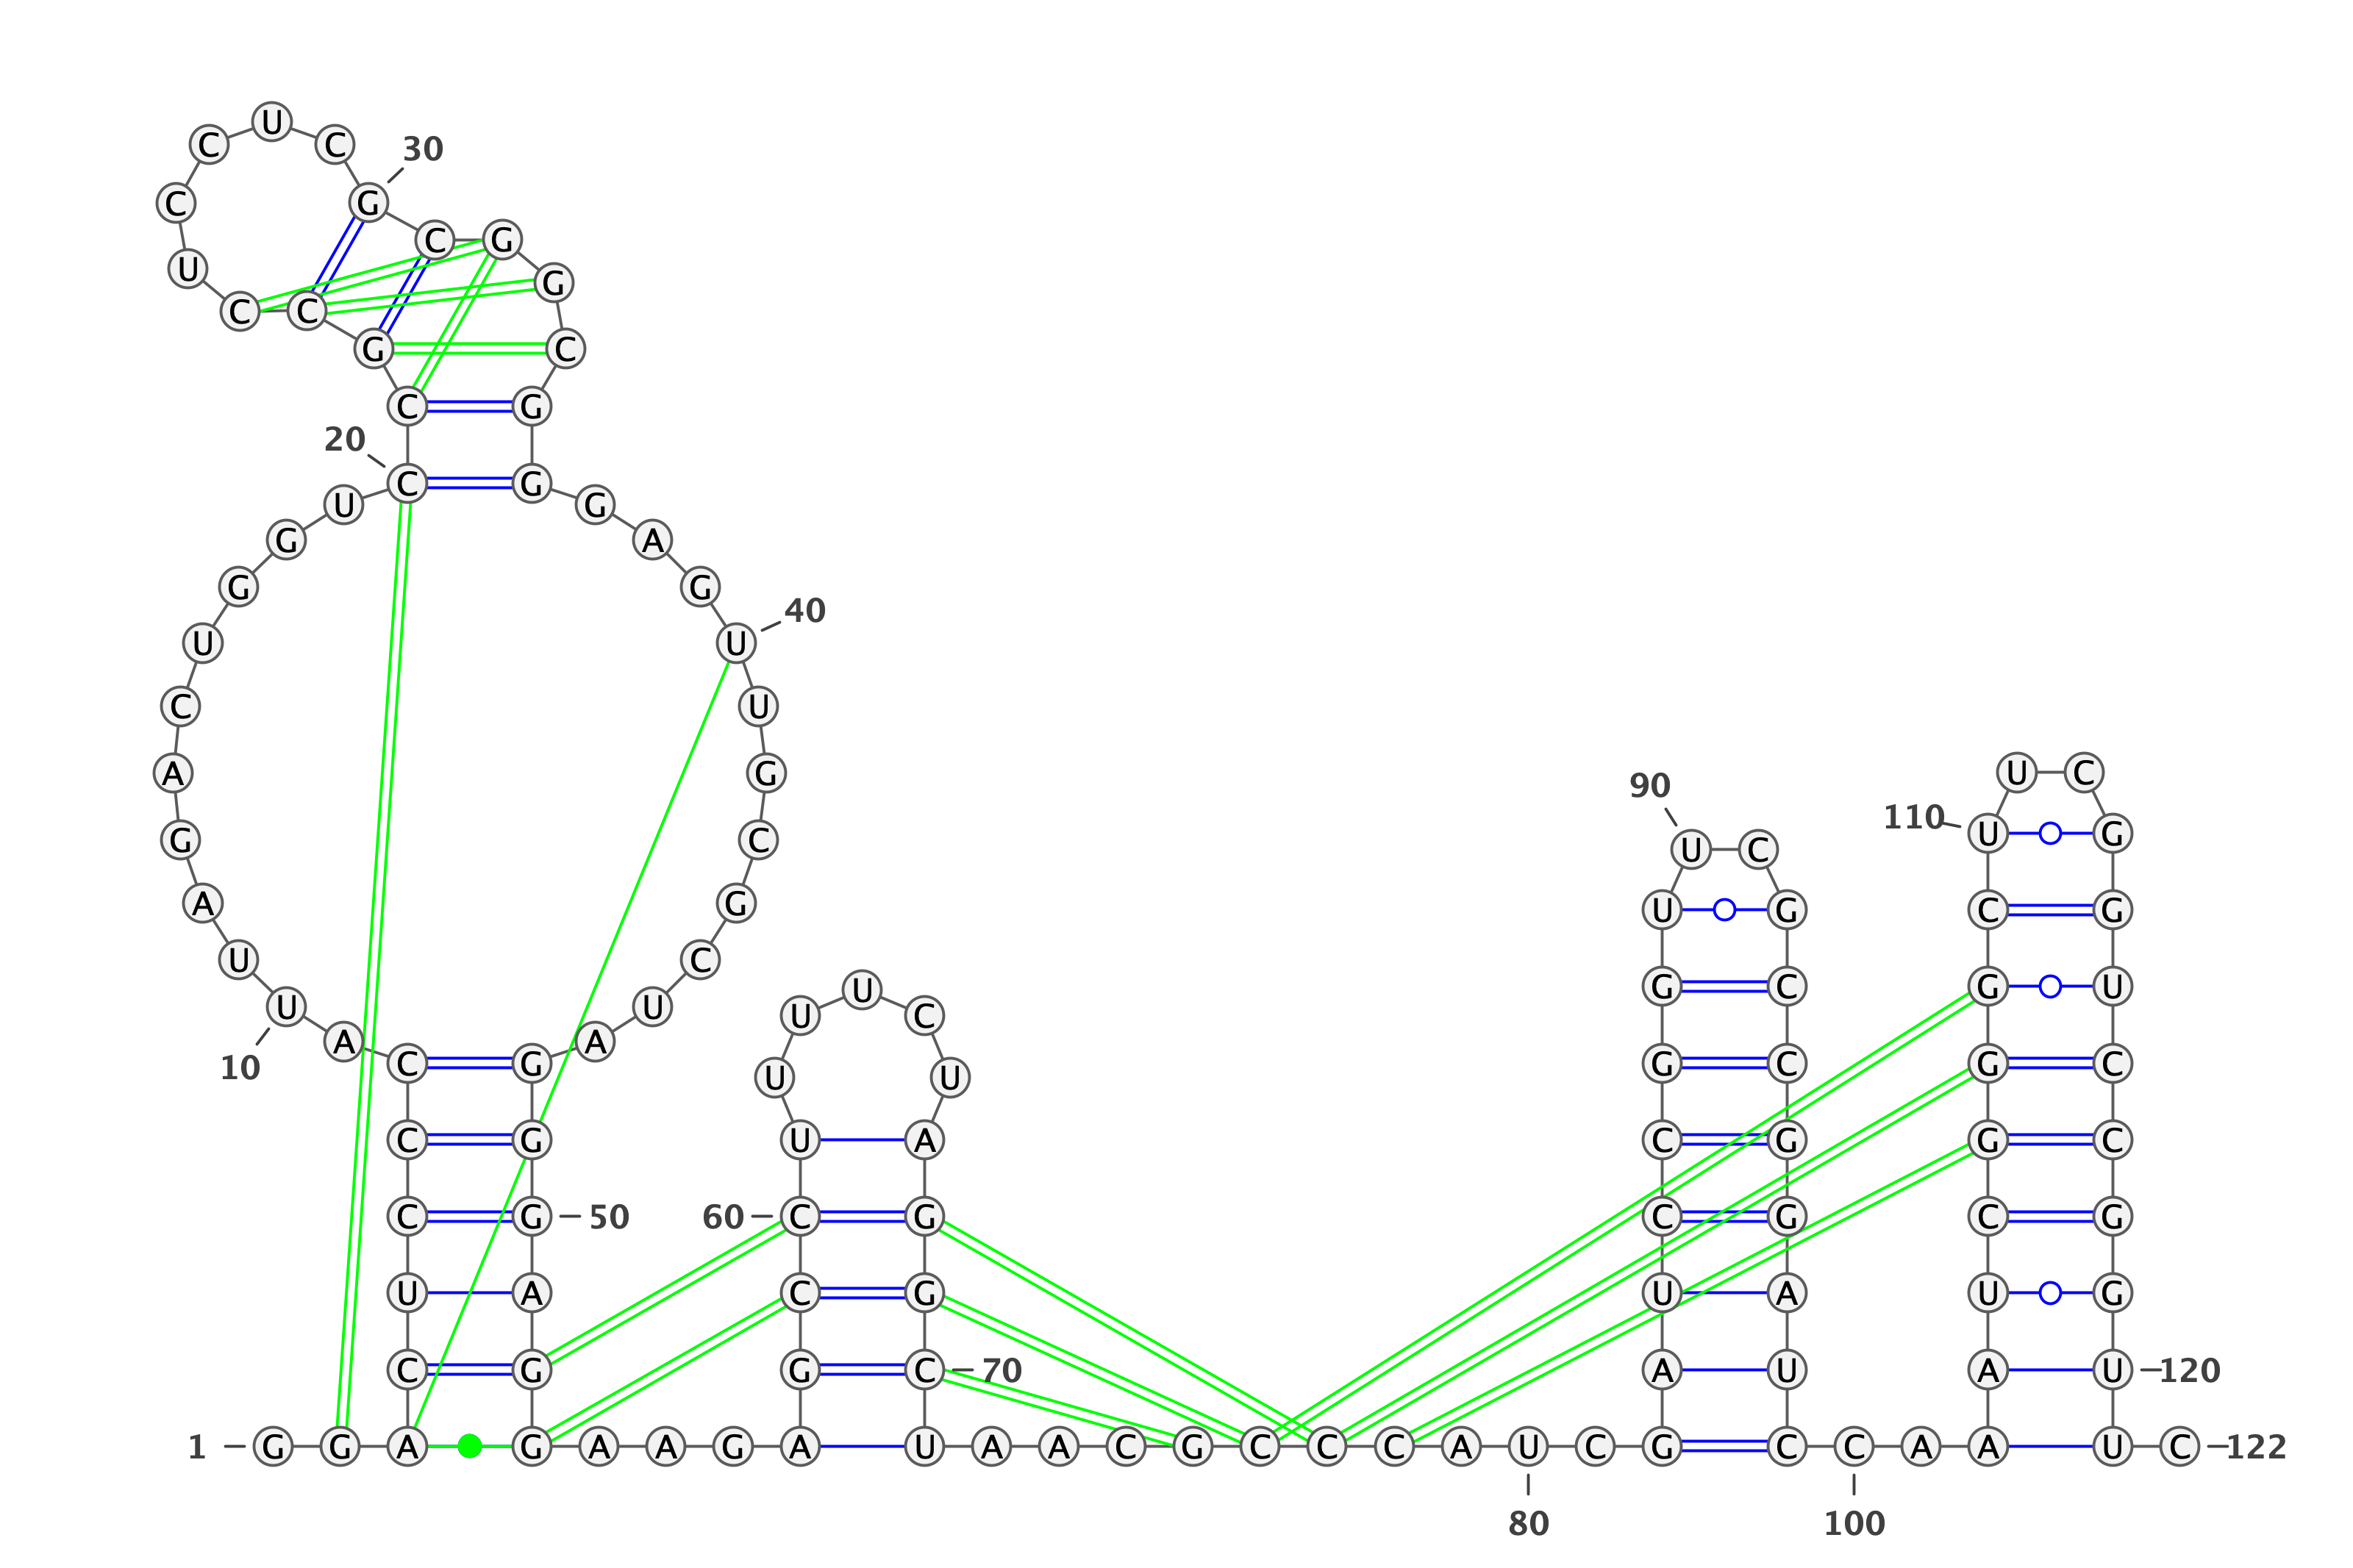 U
C C 30
C G
C G
U G
C C
G C
C G
20
C G
U G
G A
G G
40
U U
C U
A G U C
90
110
U G
G C U C
A G U G C G
U C
G C G U
U
U U
U C
A A
C G G C G C
10 U U
C G U A C G G C
C G 50 60 C G C G C G
U A C G U A U G
C G G C 70 A U A U 120
1 G G A G A A G A U A A C G C C C A U C G C C A A U C 122
80 100